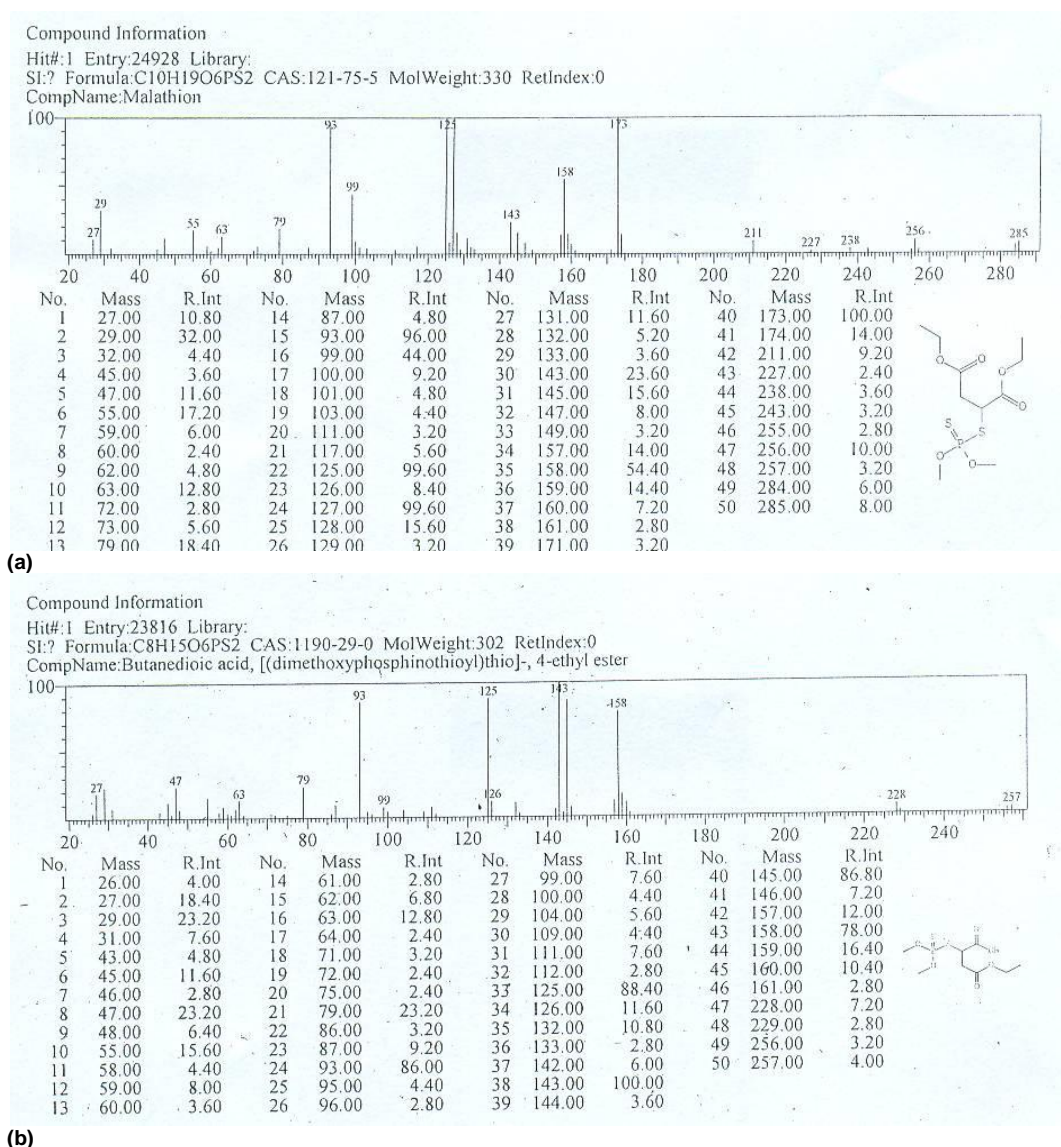 Compound Information
Hit#:1 Entry:24928 Library:
SI:? Formula:C10H19O6PS2 CAS:121-75-5 MolWeight:330 RetIndex:0
CompName:Malathion
100
93 125 173
158
99
29 143
55 63 79
27 211 227 238 256 285
20 40 60 80 100 120 140 160 180 200 220 240 260 280
No. Mass R.Int No. Mass R.Int No. Mass R.Int No. Mass R.Int
1 27.00 10.80 14 87.00 4.80 27 131.00 11.60 40 173.00 100.00
2 29.00 32.00 15 93.00 96.00 28 132.00 5.20 41 174.00 14.00
3 32.00 4.40 16 99.00 44.00 29 133.00 3.60 42 211.00 9.20
4 45.00 3.60 17 100.00 9.20 30 143.00 23.60 43 227.00 2.40
5 47.00 11.60 18 101.00 4.80 31 145.00 15.60 44 238.00 3.60
6 55.00 17.20 19 103.00 4.40 32 147.00 8.00 45 243.00 3.20
7 59.00 6.00 20 111.00 3.20 33 149.00 3.20 46 255.00 2.80
8 60.00 2.40 21 117.00 5.60 34 157.00 14.00 47 256.00 10.00
9 62.00 4.80 22 125.00 99.60 35 158.00 54.40 48 257.00 3.20
10 63.00 12.80 23 126.00 8.40 36 159.00 14.40 49 284.00 6.00
11 72.00 2.80 24 127.00 99.60 37 160.00 7.20 50 285.00 8.00
12 73.00 5.60 25 128.00 15.60 38 161.00 2.80
13 79.00 18.40 26 129.00 3.20 39 171.00 3.20
O O O O S P S O O
(a)
Compound Information
Hit#:1 Entry:23816 Library:
SI:? Formula:C8H15O6PS2 CAS:1190-29-0 MolWeight:302 RetIndex:0
CompName:Butanedioic acid, [(dimethoxyphosphinothioyl)thio]-, 4-ethyl ester
100
93 125 143 158
27 47 63 79 99 126 228 257
20 40 60 80 100 120 140 160 180 200 220 240
No. Mass R.Int No. Mass R.Int No. Mass R.Int No. Mass R.Int
1 26.00 4.00 14 61.00 2.80 27 99.00 7.60 40 145.00 86.80
2 27.00 18.40 15 62.00 6.80 28 100.00 4.40 41 146.00 7.20
3 29.00 23.20 16 63.00 12.80 29 104.00 5.60 42 157.00 12.00
4 31.00 7.60 17 64.00 2.40 30 109.00 4.40 43 158.00 78.00
5 43.00 4.80 18 71.00 3.20 31 111.00 7.60 44 159.00 16.40
6 45.00 11.60 19 72.00 2.40 32 112.00 2.80 45 160.00 10.40
7 46.00 2.80 20 75.00 2.40 33 125.00 88.40 46 161.00 2.80
8 47.00 23.20 21 79.00 23.20 34 126.00 11.60 47 228.00 7.20
9 48.00 6.40 22 86.00 3.20 35 132.00 10.80 48 229.00 2.80
10 55.00 15.60 23 87.00 9.20 36 133.00 2.80 49 256.00 3.20
11 58.00 4.40 24 93.00 86.00 37 142.00 6.00 50 257.00 4.00
12 59.00 8.00 25 95.00 4.40 38 143.00 100.00
13 60.00 3.60 26 96.00 2.80 39 144.00 3.60
(b)